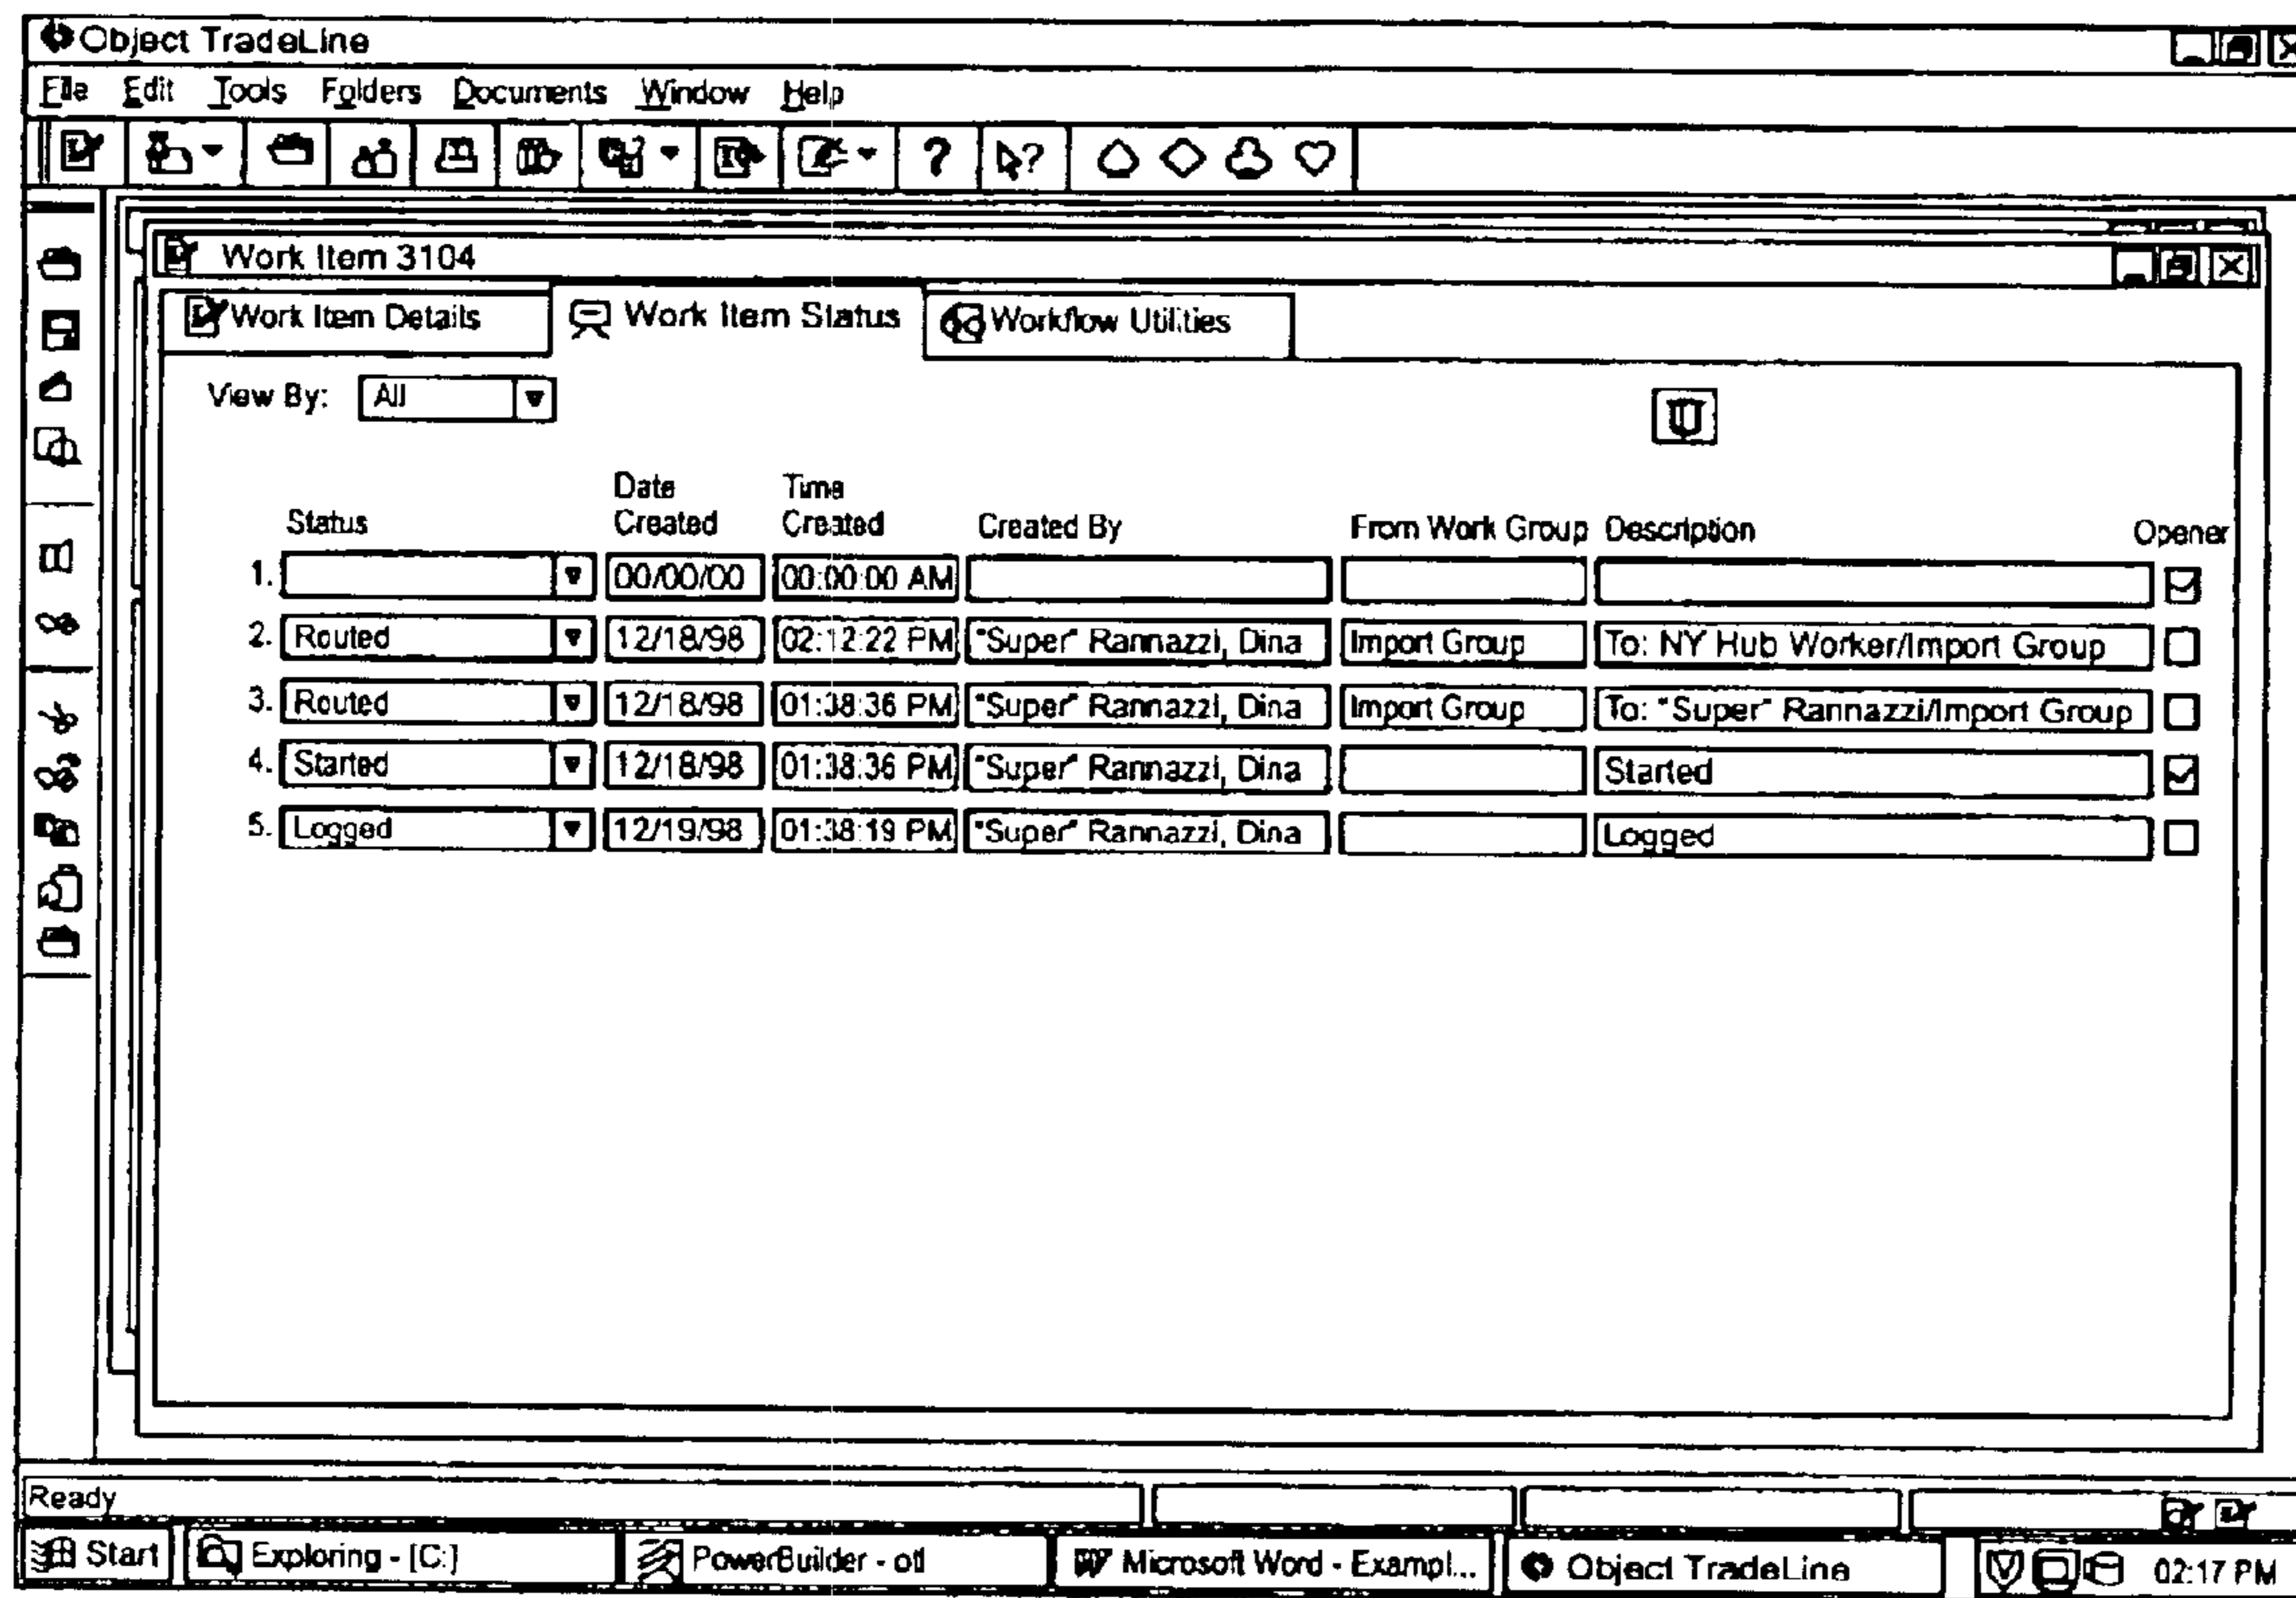 Object TradeLine
File Edit Tools Folders Documents Window Help
? ?
Work Item 3104
Work Item Details Work Item Status Workflow Utilities
View By: All
Date Time
Status Created Created Created By From Work Group Description Opener
1. 00/00/00 00:00:00 AM
2. Routed 12/18/98 02:12:22 PM "Super" Rannazzi, Dina Import Group To: NY Hub Worker/Import Group
3. Routed 12/18/98 01:38:36 PM "Super" Rannazzi, Dina Import Group To: "Super" Rannazzi/Import Group
4. Started 12/18/98 01:38:36 PM "Super" Rannazzi, Dina Started
5. Logged 12/19/98 01:38:19 PM "Super" Rannazzi, Dina Logged
Ready
Start Exploring - [C:] PowerBuilder - otl Microsoft Word - Exampl... Object TradeLine 02:17 PM